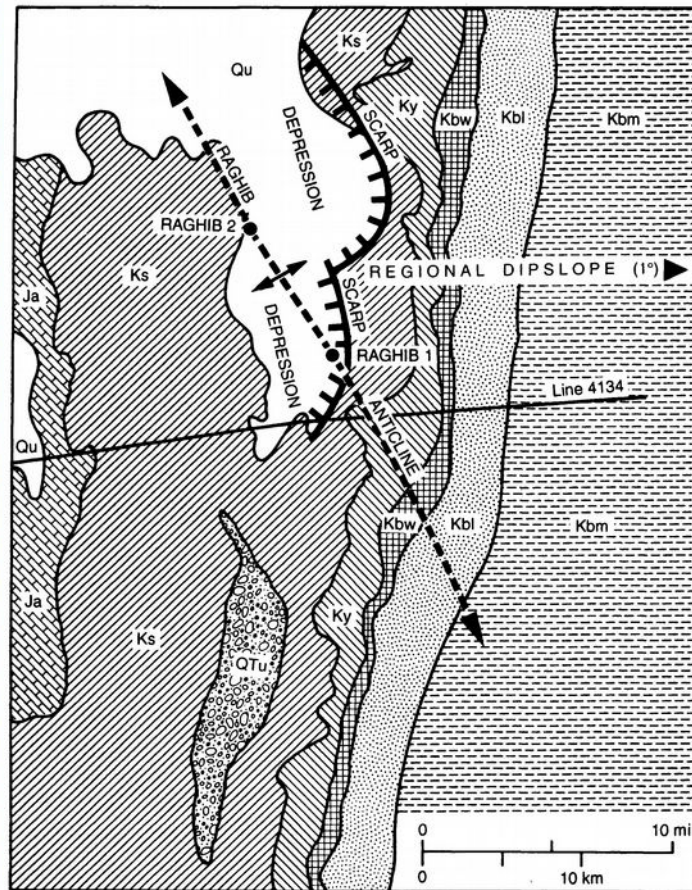 Ks
Qu
Ky
Kbw
Kbl
Kbm
SCARP
DEPRESSION
RAGHIB
RAGHIB 2
Ks
Ja
REGIONAL DIPSLOPE (1°)
SCARP
DEPRESSION
RAGHIB 1
ANTICLINE
Line 4134
Qu
Kbw
Kbl
Kbm
Ja
Ks
Ky
QTu
0 10 mi
0 10 km